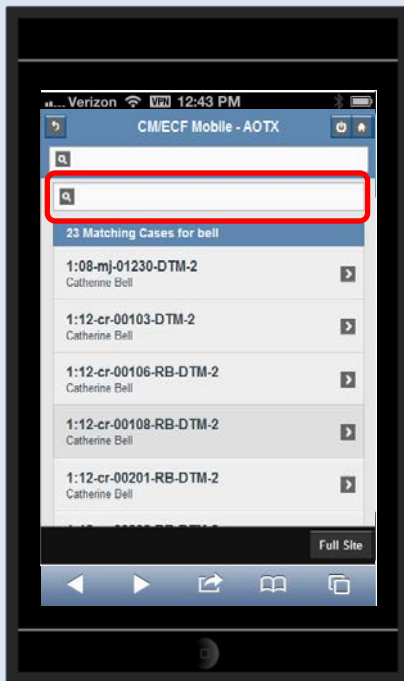 Verizon VPN 12:43 PM
CM/ECF Mobile - AOTX
23 Matching Cases for bell
1:08-mj-01230-DTM-2
Catherine Bell
1:12-cr-00103-DTM-2
Catherine Bell
1:12-cr-00106-RB-DTM-2
Catherine Bell
1:12-cr-00108-RB-DTM-2
Catherine Bell
1:12-cr-00201-RB-DTM-2
Catherine Bell
Full Site